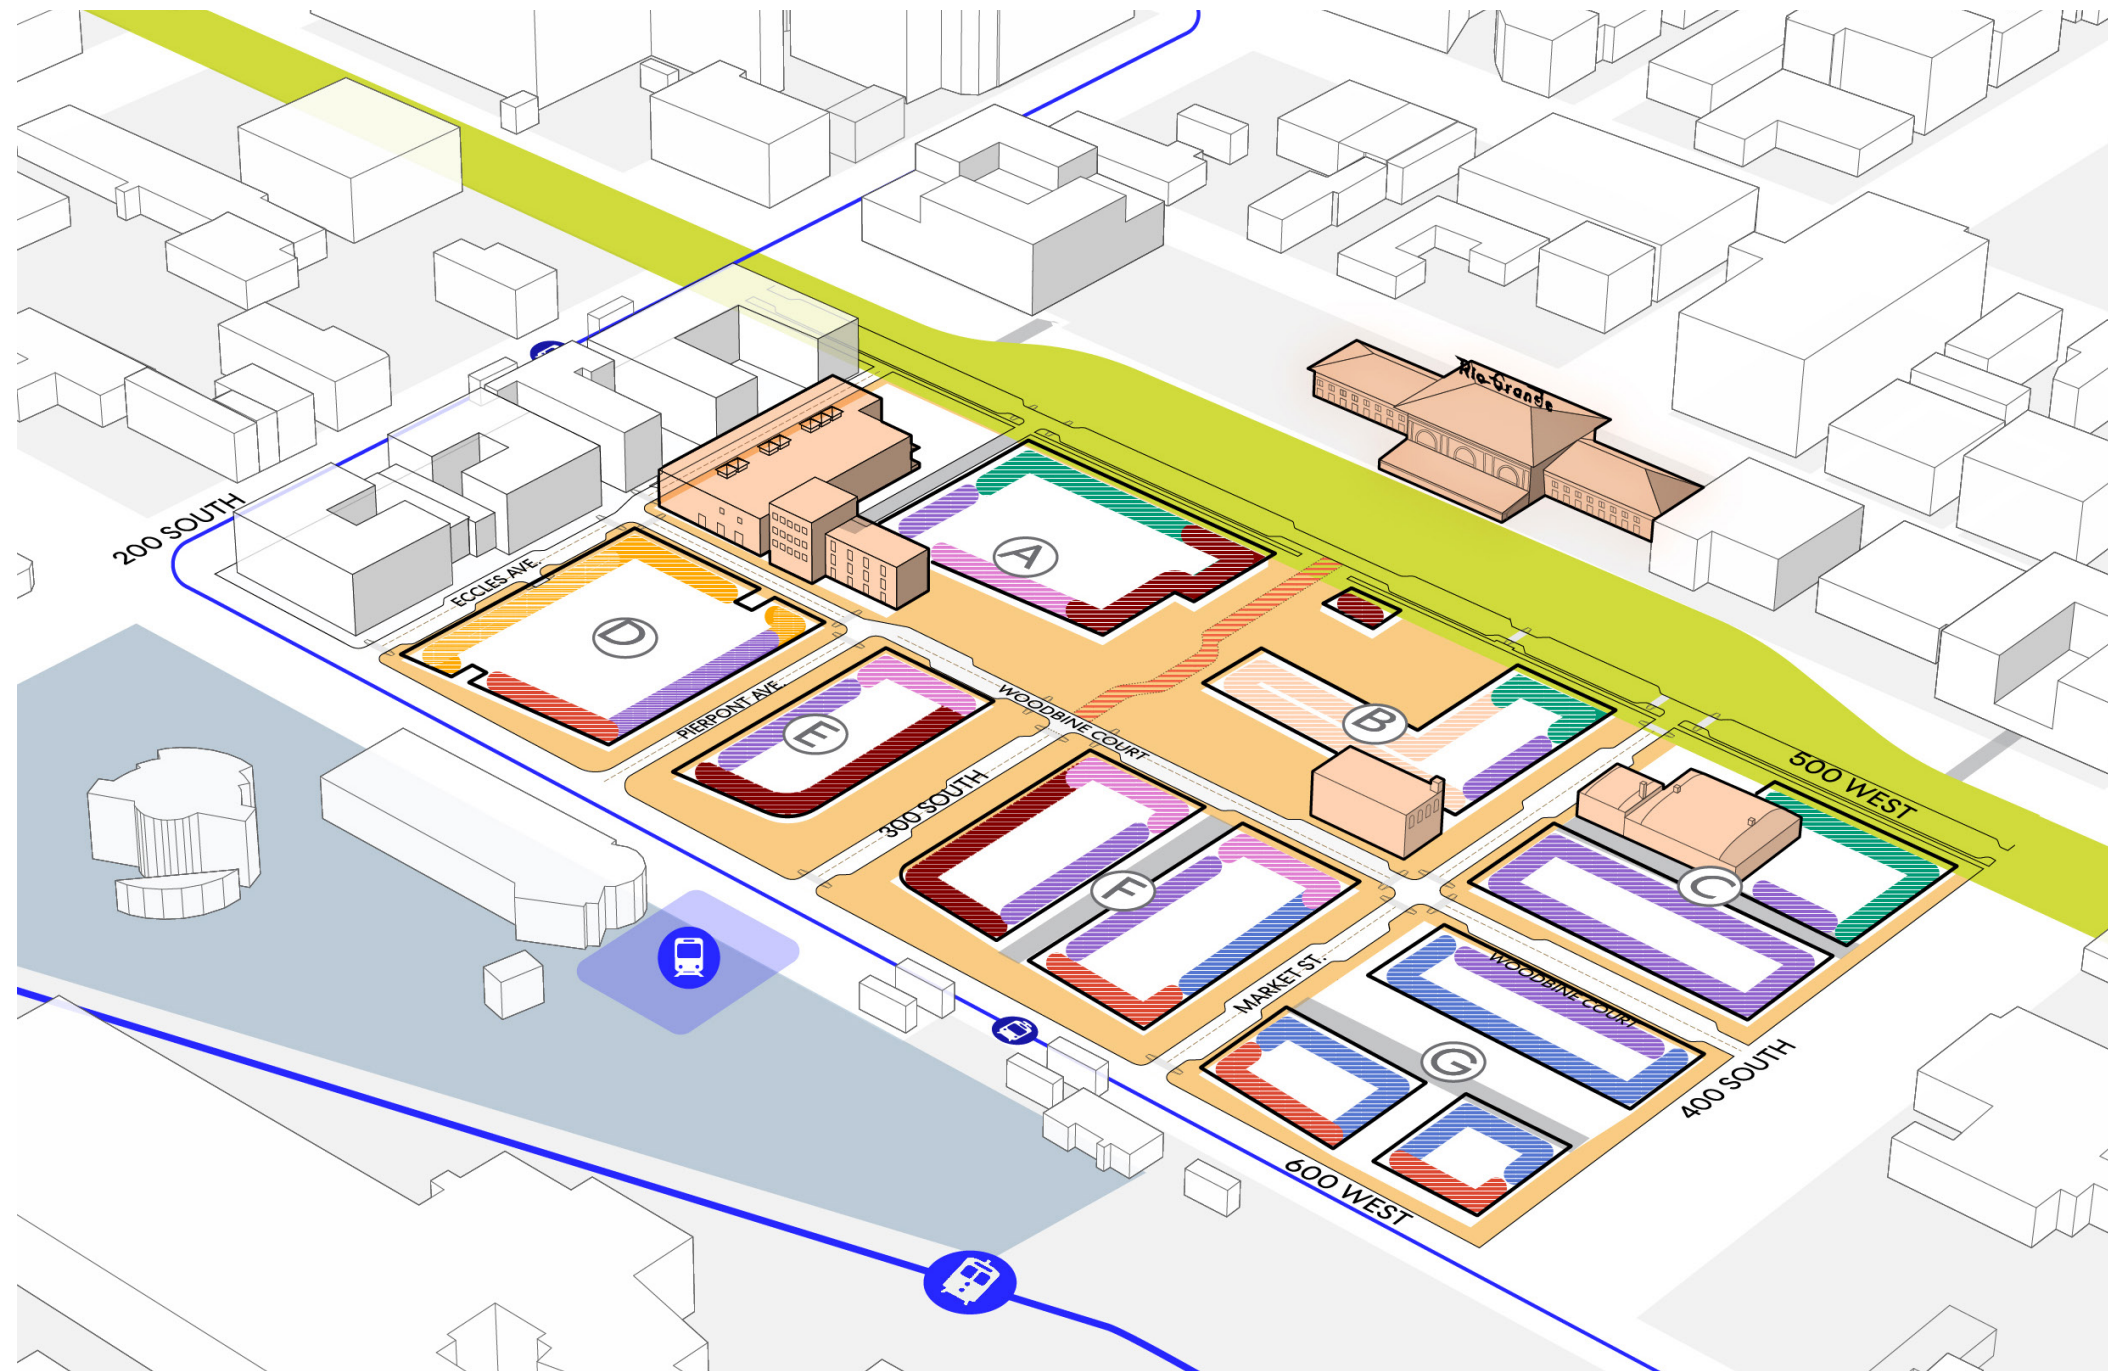 Rio Grande
200 SOUTH
ECCLES AVE.
A
D
PIERPONT AVE.
E
WOODBINE COURT
B
300 SOUTH
500 WEST
F
C
MARKET ST.
WOODBINE COURT
G
400 SOUTH
600 WEST